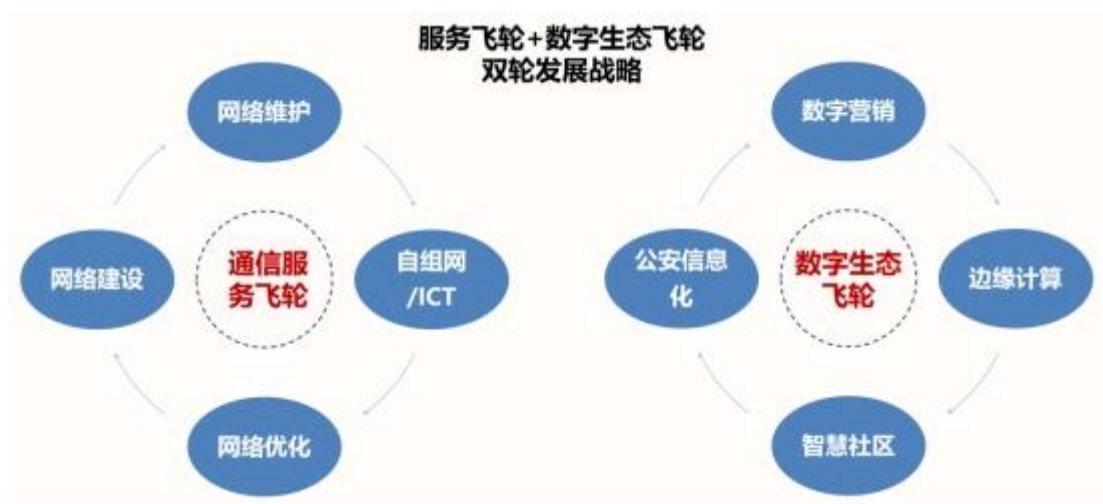 服务飞轮+数字生态飞轮
双轮发展战略
网络维护
网络建设
通信服
务飞轮
自组网
/ICT
网络优化
数字营销
公安信息
化
数字生态
飞轮
边缘计算
智慧社区